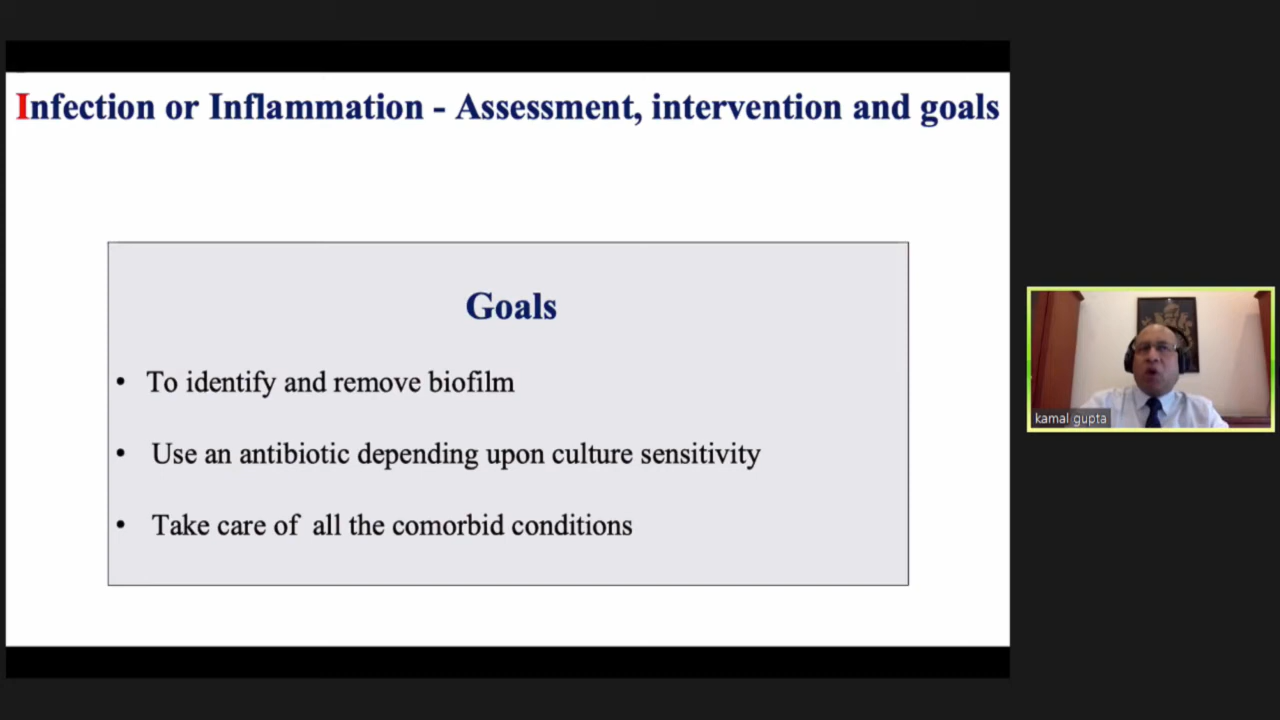 Infection or Inflammation - Assessment, intervention and goals
Goals
• To identify and remove biofilm
• Use an antibiotic depending upon culture sensitivity
• Take care of all the comorbid conditions
kamal gupta